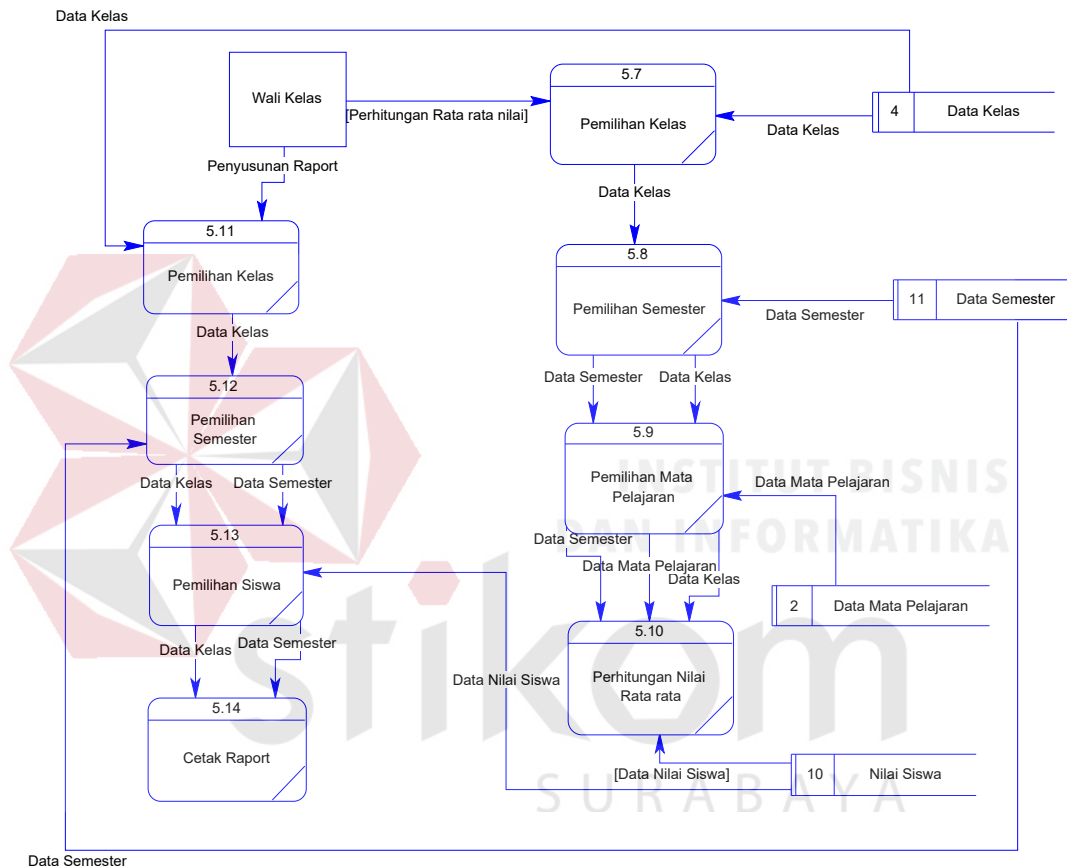 Data Kelas
Wali Kelas
[Perhitungan Rata rata nilai]
5.7
Pemilihan Kelas
Data Kelas
4
Data Kelas
Penyusunan Raport
Data Kelas
5.11
Pemilihan Kelas
5.8
Pemilihan Semester
Data Semester
11
Data Semester
Data Kelas
Data Semester
Data Kelas
5.12
Pemilihan
Semester
5.9
Pemilihan Mata
Pelajaran
INSTITUT BISNIS
DAN INFORMATIKA
Data Mata Pelajaran
Data Kelas
Data Semester
5.13
Pemilihan Siswa
Data Semester
Data Mata Pelajaran
Data Kelas
2
Data Mata Pelajaran
stikom
Data Kelas
Data Semester
5.10
Perhitungan Nilai
Rata rata
Data Nilai Siswa
5.14
Cetak Raport
[Data Nilai Siswa]
10
Nilai Siswa
SURABAYA
Data Semester